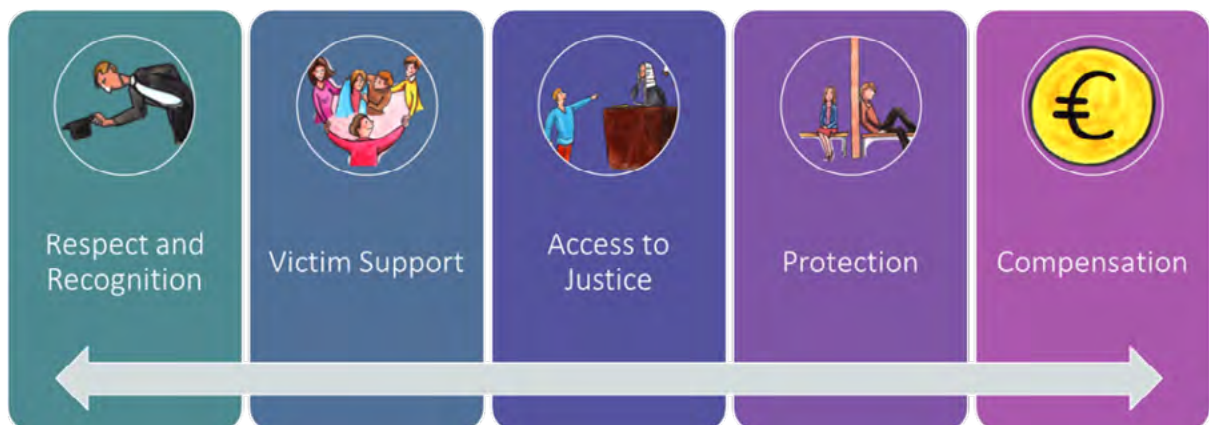 Respect and
Recognition
Victim Support
Access to
Justice
Protection
Compensation
€